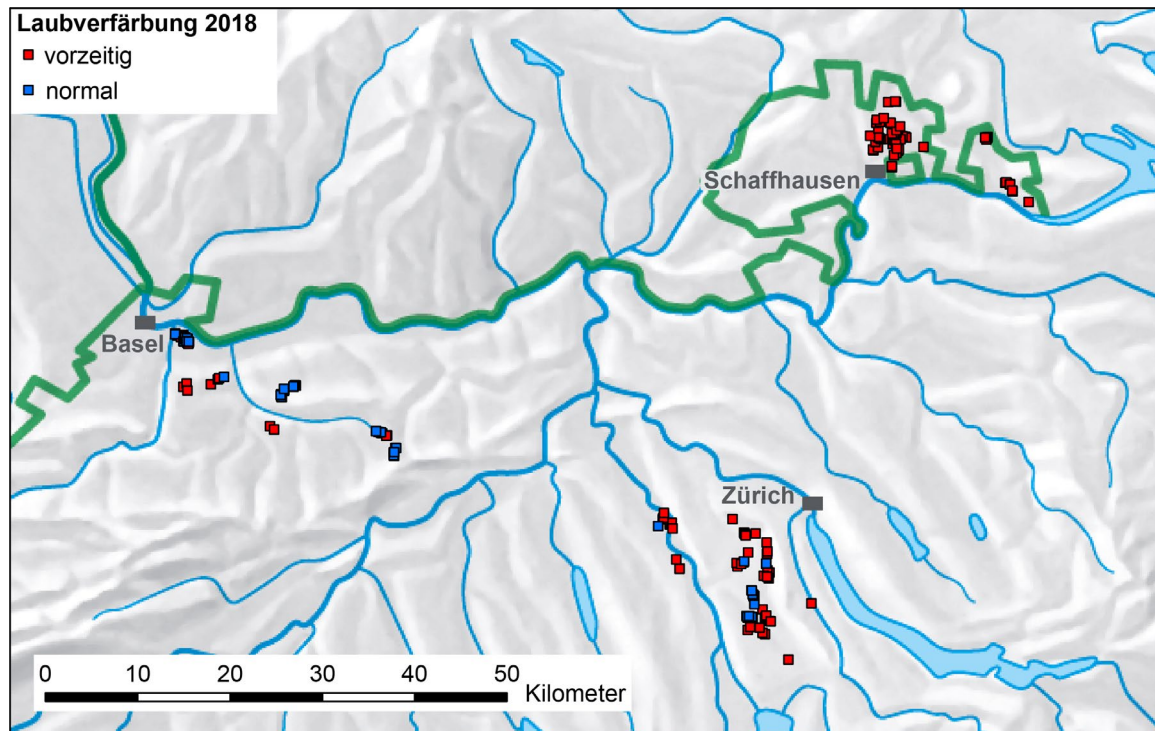 Laubverfärbung 2018
vorzeitig
normal
Schaffhausen
Basel
Zürich
0 10 20 30 40 50
Kilometer